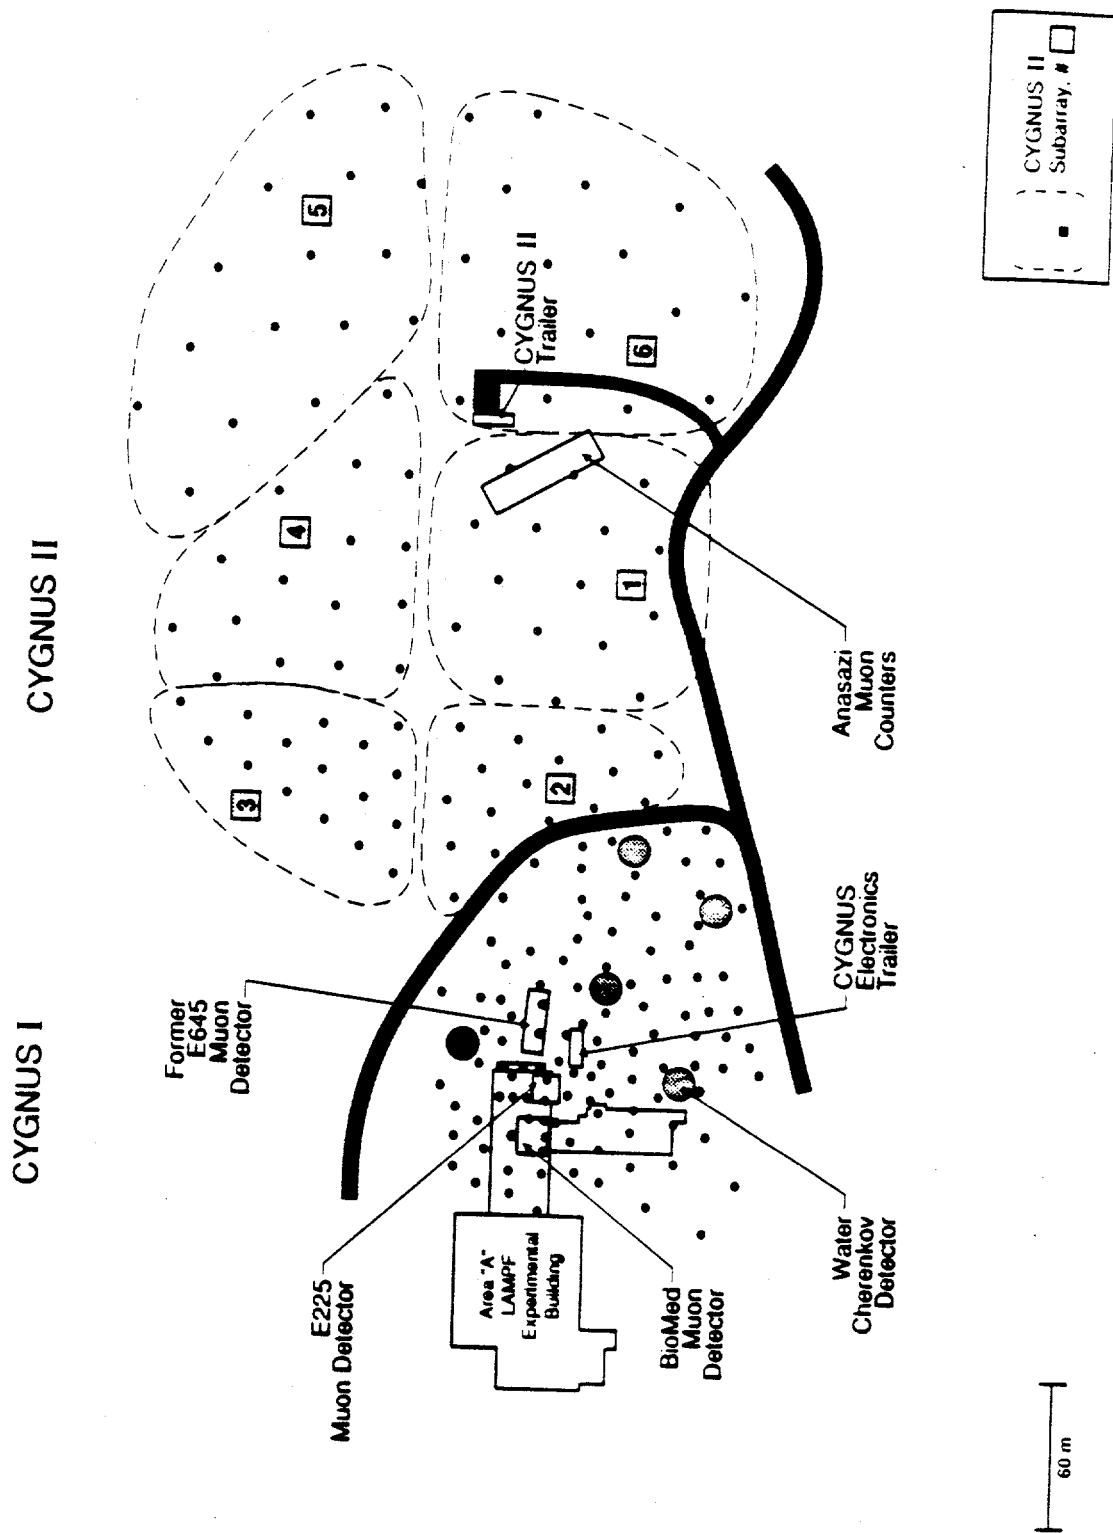 CYGNUS I
CYGNUS II
Former
E645
Muon
Detector
E225
Muon Detector
Area "A"
LAMPF
Experimental
Building
BioMed
Muon
Detector
Water
Cherenkov
Detector
CYGNUS
Electronics
Trailer
Anasazi
Muon
Counters
CYGNUS II
Trailer
3
4
5
2
1
6
CYGNUS II
Subarray, #
60 m